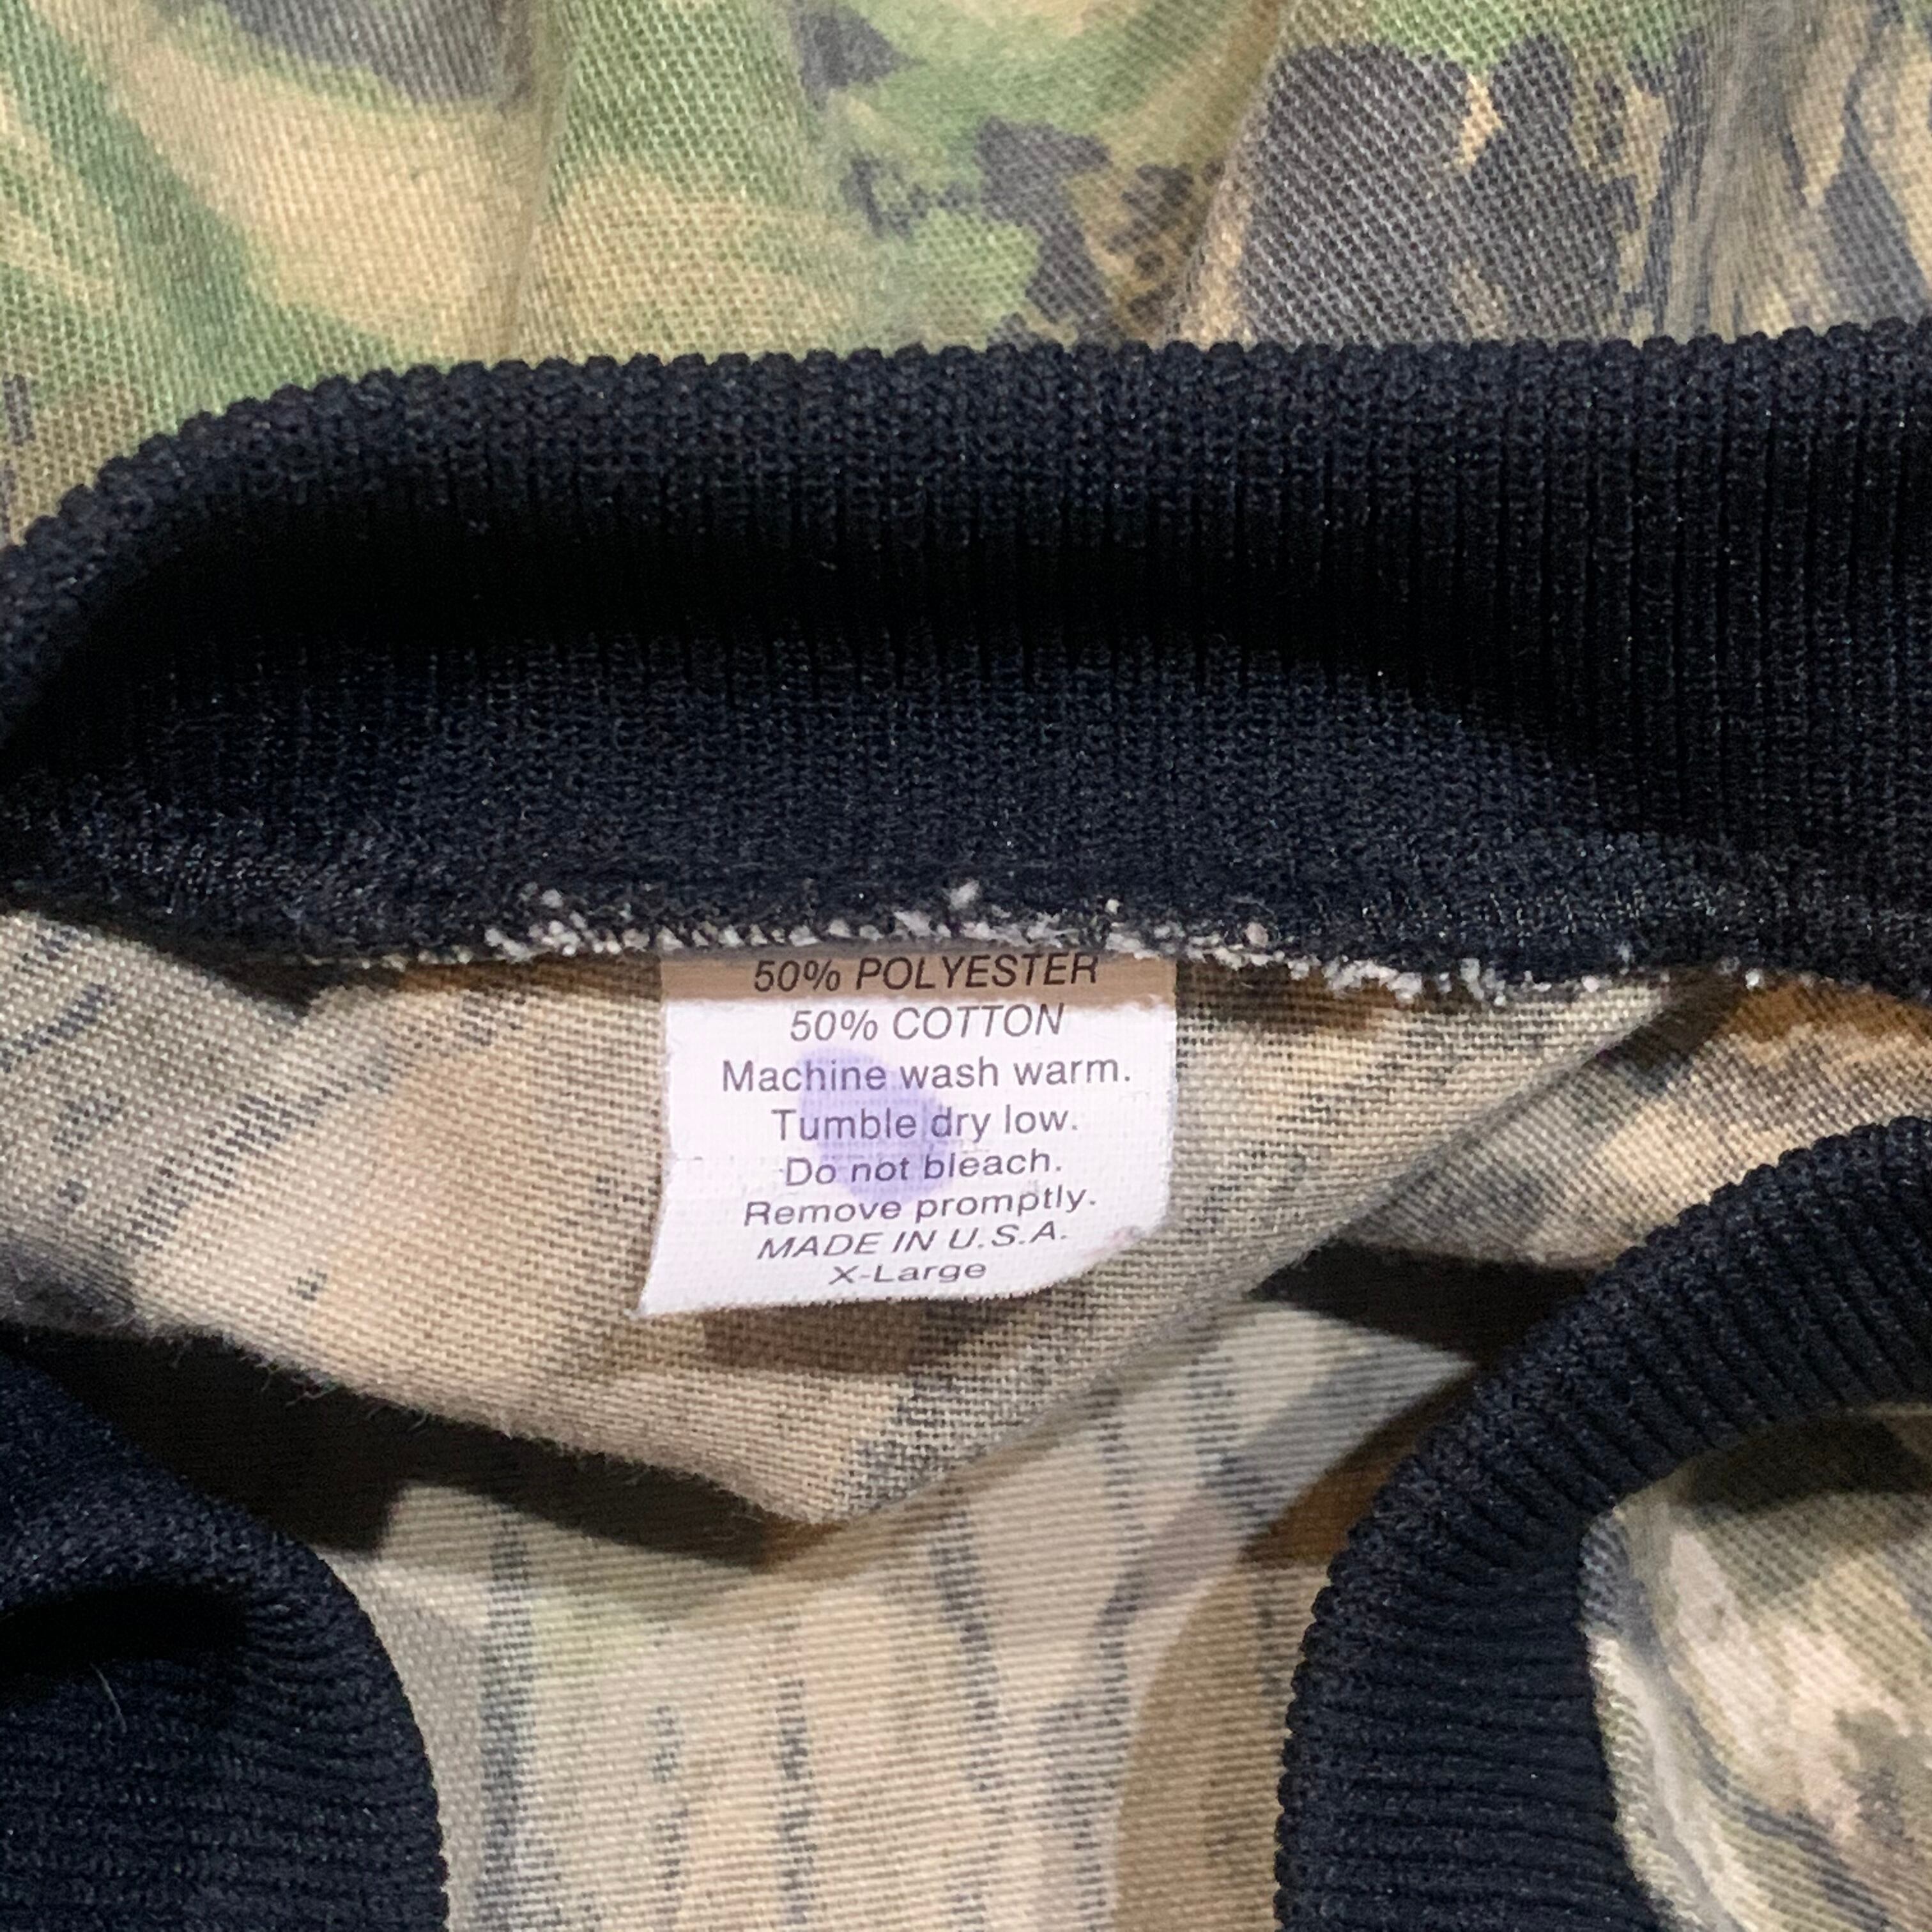 50% POLYESTER
50% COTTON
Machine wash warm.
Tumble dry low.
Do not bleach.
Remove promptly.
MADE IN U.S.A.
X-Large